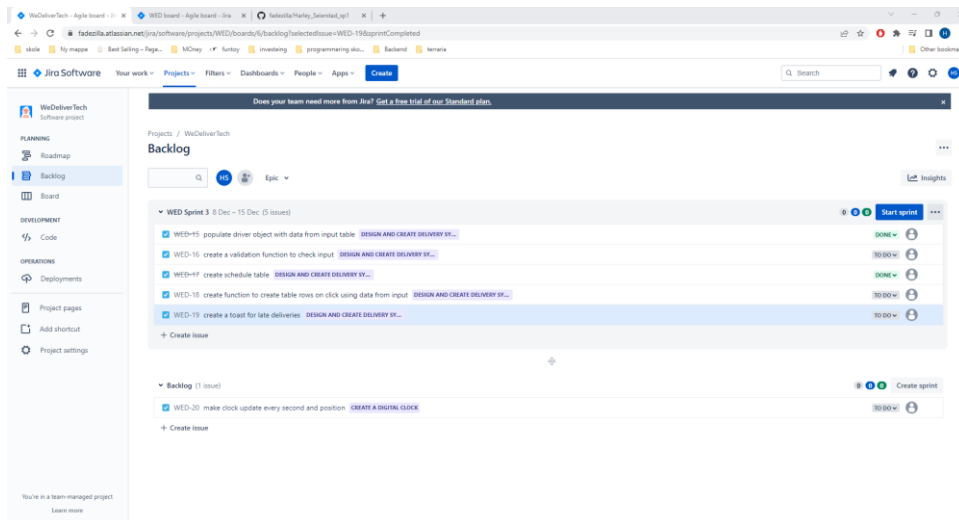 WeDeliverTech - Agile board - Ji
WED board - Agile board - Jira
fadezilla/Harley_Seierstad_sp1
fadezilla.atlassian.net/jira/software/projects/WED/boards/6/backlog?selectedIssue=WED-19&sprintCompleted
skole
Ny mappe
Best Selling - Page...
MOney
funtoy
investeing
programmering sko...
Backend
terraria
Other bookma
Jira Software
Your work
Projects
Filters
Dashboards
People
Apps
Create
Search
HS
WeDeliverTech
Software project
Does your team need more from Jira? Get a free trial of our Standard plan.
PLANNING
Roadmap
Backlog
Board
DEVELOPMENT
Code
OPERATIONS
Deployments
Project pages
Add shortcut
Project settings
You're in a team-managed project
Learn more
Projects / WeDeliverTech
Backlog
HS
Epic
Insights
WED Sprint 3 8 Dec – 15 Dec (5 issues)
0 0 0 Start sprint
WED-15 populate driver object with data from input table DESIGN AND CREATE DELIVERY SY... DONE
WED-16 create a validation function to check input DESIGN AND CREATE DELIVERY SY... TO DO
WED-17 create schedule table DESIGN AND CREATE DELIVERY SY... DONE
WED-18 create function to create table rows on click using data from input DESIGN AND CREATE DELIVERY SY... TO DO
WED-19 create a toast for late deliveries DESIGN AND CREATE DELIVERY SY... TO DO
+ Create issue
Backlog (1 issue)
0 0 0 Create sprint
WED-20 make clock update every second and position CREATE A DIGITAL CLOCK TO DO
+ Create issue